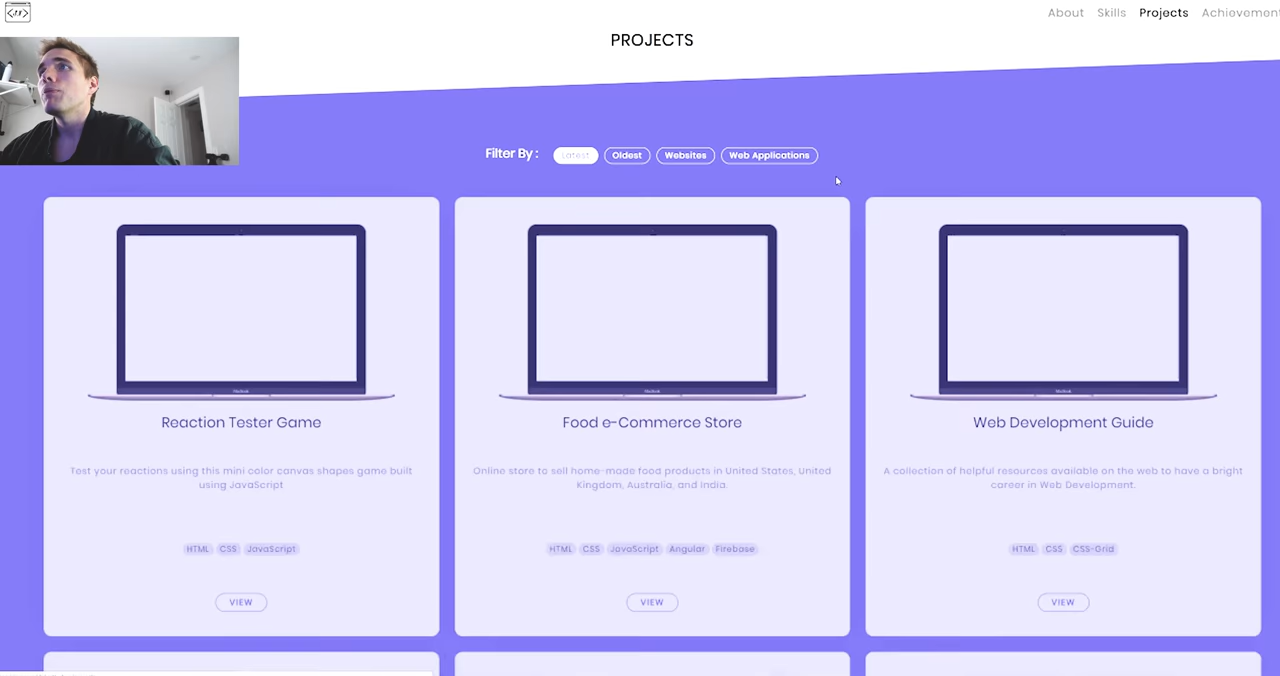 About Skills Projects Achievement
PROJECTS
Filter By : Latest Oldest Websites Web Applications
Reaction Tester Game
Test your reactions using this mini color canvas shapes game built
using JavaScript
HTML CSS JavaScript
VIEW
Food e-Commerce Store
Online store to sell home-made food products in United States, United
Kingdom, Australia, and India.
HTML CSS JavaScript Angular Firebase
VIEW
Web Development Guide
A collection of helpful resources available on the web to have a bright
career in Web Development.
HTML CSS CSS-Grid
VIEW